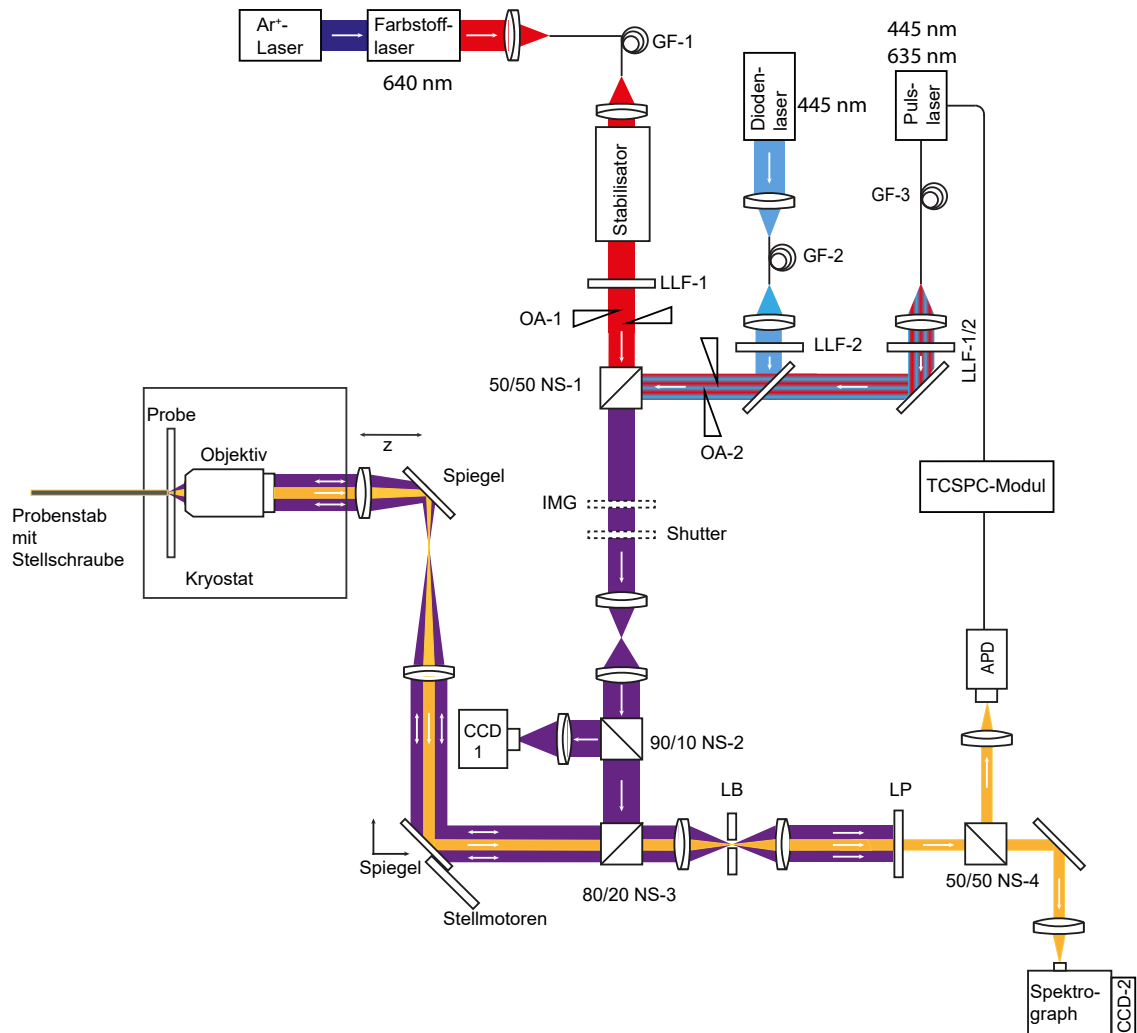 Ar⁺-
Laser
Farbstoff-
laser
640 nm
GF-1
445 nm
635 nm
Dioden-
laser
445 nm
Puls-
laser
Stabilisator
GF-3
GF-2
LLF-1
OA-1
LLF-2
LLF-1/2
50/50 NS-1
OA-2
Probe
z
Objektiv
Spiegel
TCSPC-Modul
IMG
Shutter
Probenstab
mit
Stellschraube
Kryostat
APD
CCD
1
90/10 NS-2
LB
LP
Spiegel
80/20 NS-3
50/50 NS-4
Stellmotoren
Spektro-
graph
CCD-2